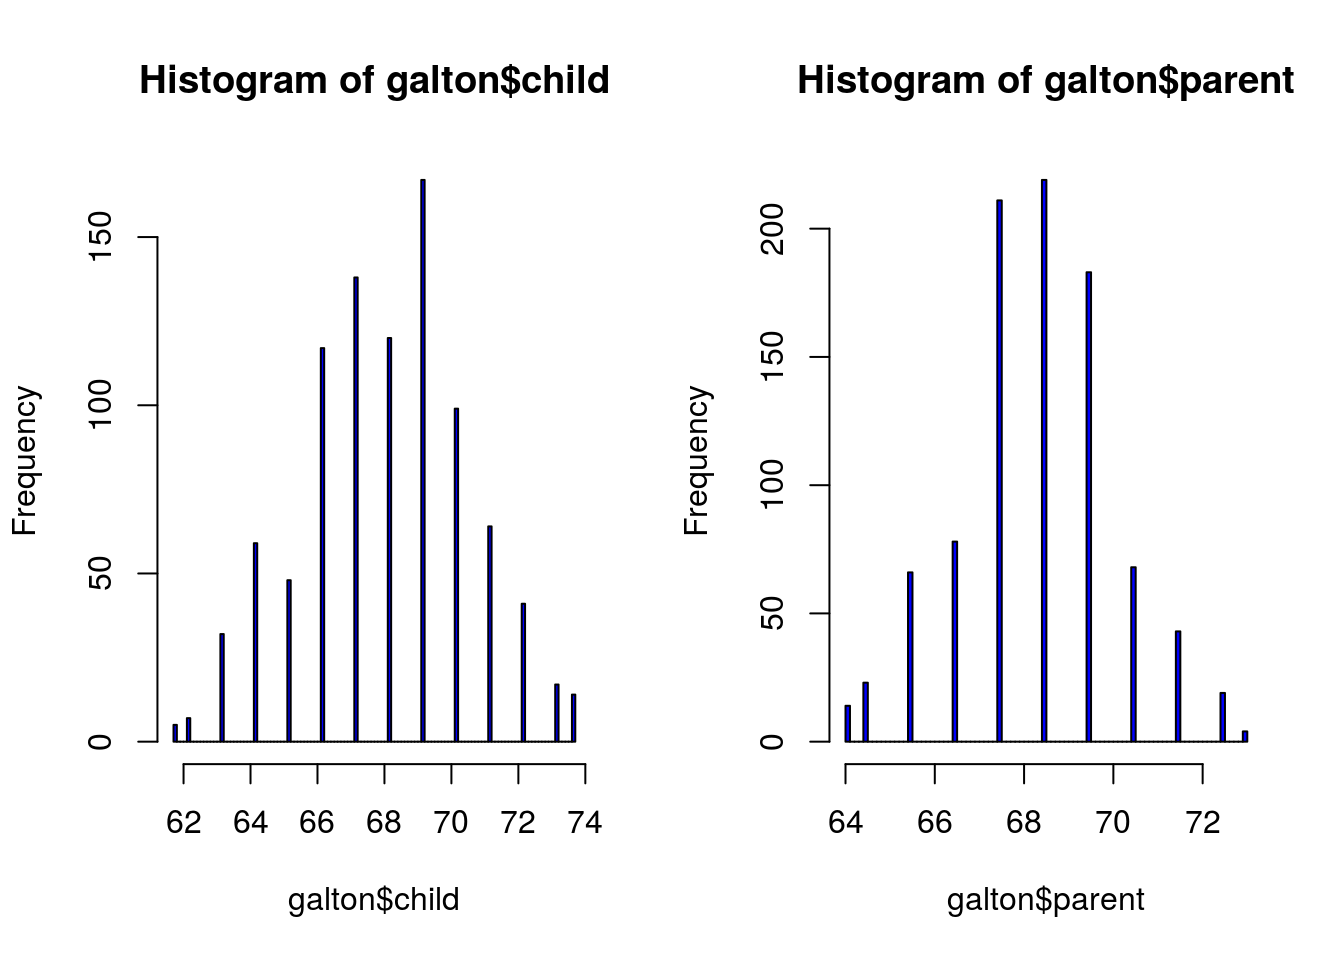 Histogram of galton$child
Frequency
150
100
50
0
62 64 66 68 70 72 74
galton$child
Histogram of galton$parent
Frequency
200
150
100
50
0
64 66 68 70 72
galton$parent